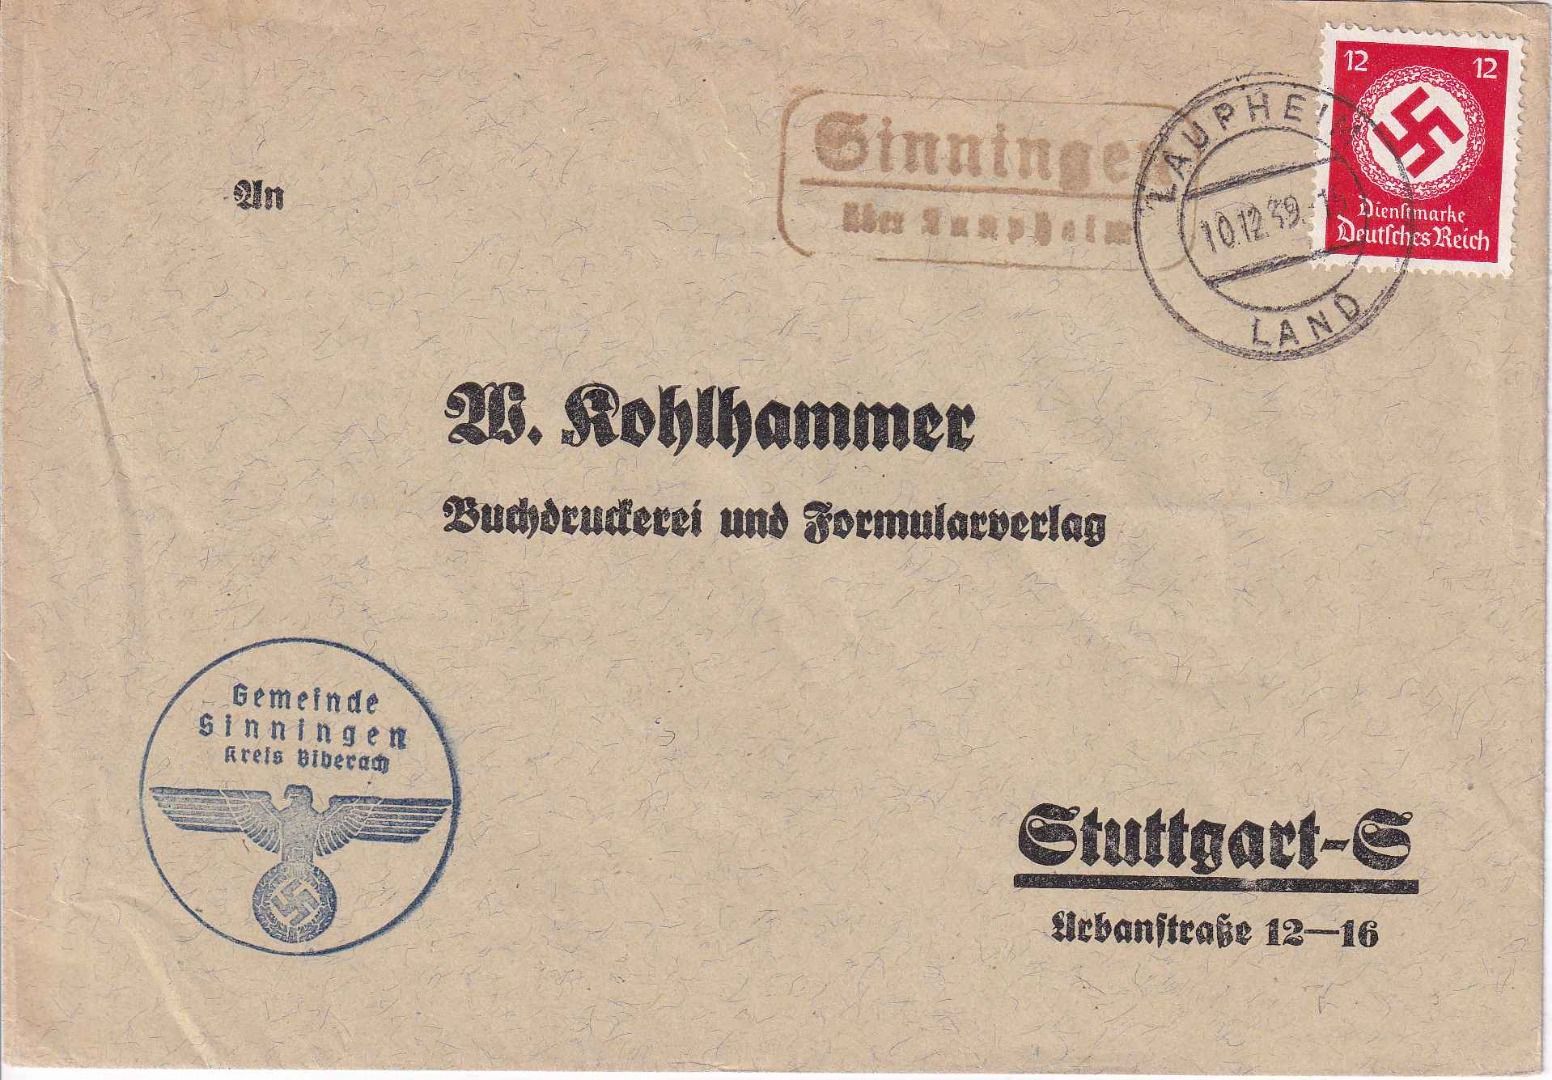 12 12
Dienstmarke
Deutsches Reich
Sinningen
über Laupheim
LAUPHEIM
10.12.39.
LAND
An
W. Kohlhammer
Buchdruckerei und Formularverlag
Gemeinde
Sinningen
Kreis Biberach
Stuttgart-S
Urbanstraße 12—16